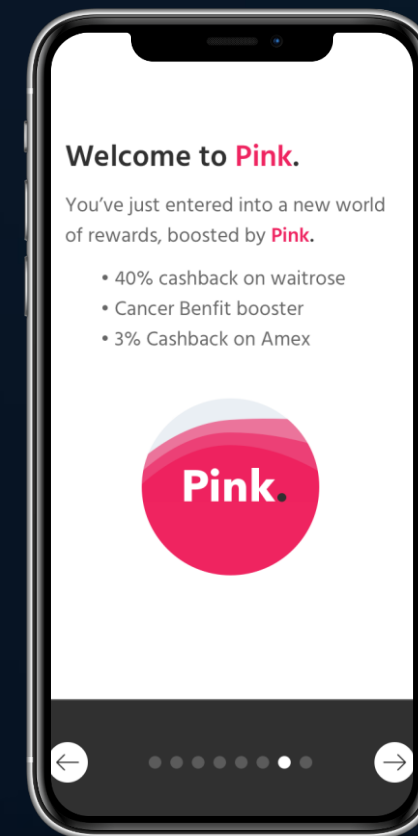 Welcome to Pink.
You've just entered into a new world
of rewards, boosted by Pink.
• 40% cashback on waitrose
• Cancer Benfit booster
• 3% Cashback on Amex
Pink.